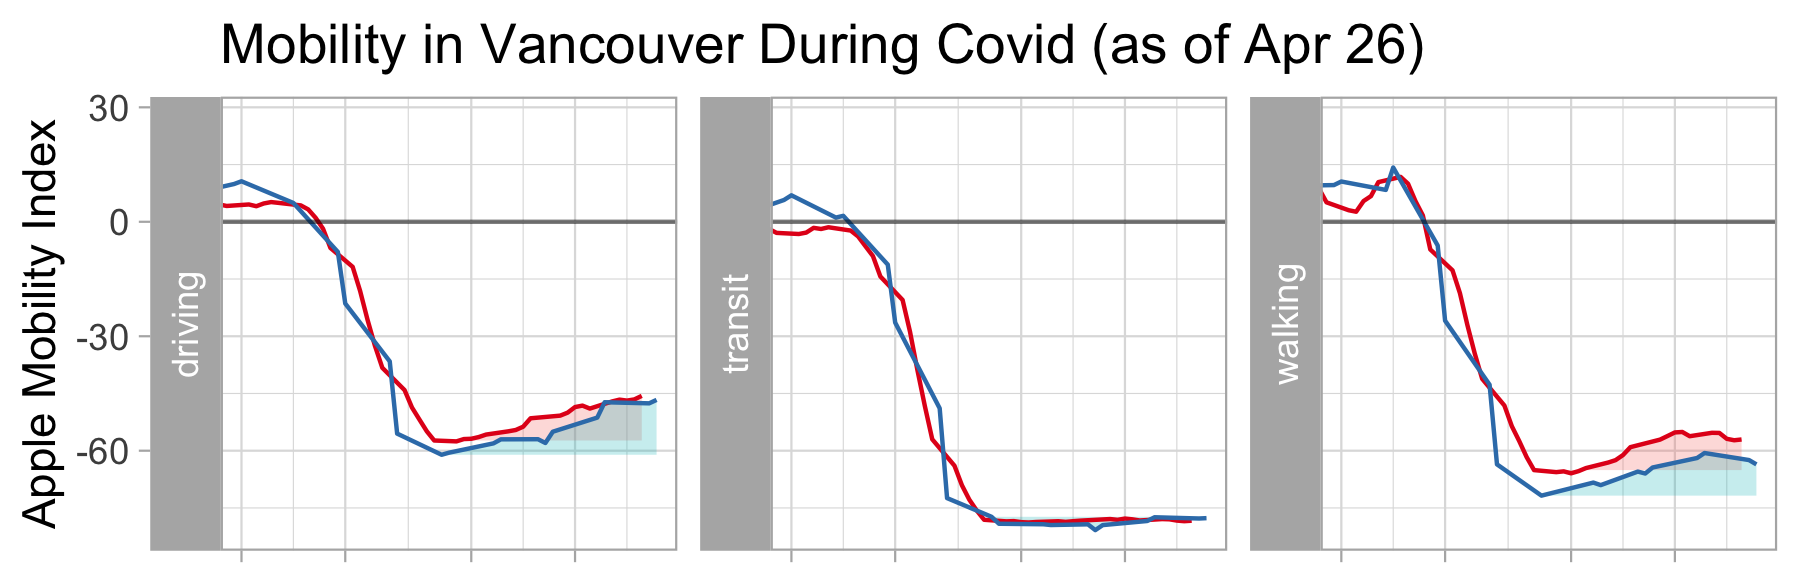 Mobility in Vancouver During Covid (as of Apr 26)
Apple Mobility Index
30
0
-30
-60
driving
transit
walking